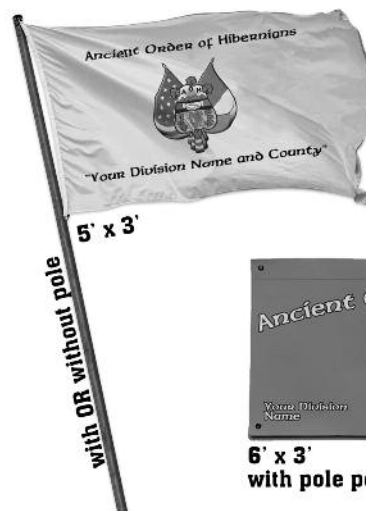 Ancient Order of Hibernians
"Your Division Name and County"
5' x 3'
with OR without pole
Ancient
Your Division
Name
6' x 3'
with pole